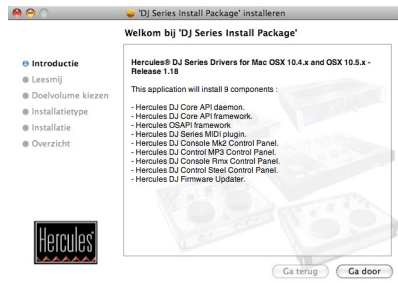 'DJ Series Install Package' installeren
Welkom bij 'DJ Series Install Package'
Introductie
Leesmij
Doelvolume kiezen
Installatietype
Installatie
Overzicht
Hercules® DJ Series Drivers for Mac OSX 10.4.x and OSX 10.5.x -
Release 1.18
This application will install 9 components :
- Hercules DJ Core API daemon.
- Hercules DJ Core API framework.
- Hercules OSAPI framework
- Hercules DJ Series MIDI plugin.
- Hercules DJ Console Mk2 Control Panel.
- Hercules DJ Control MP3 Control Panel.
- Hercules DJ Console Rmx Control Panel.
- Hercules DJ Control Steel Control Panel.
- Hercules DJ Firmware Updater.
Hercules
Ga terug
Ga door